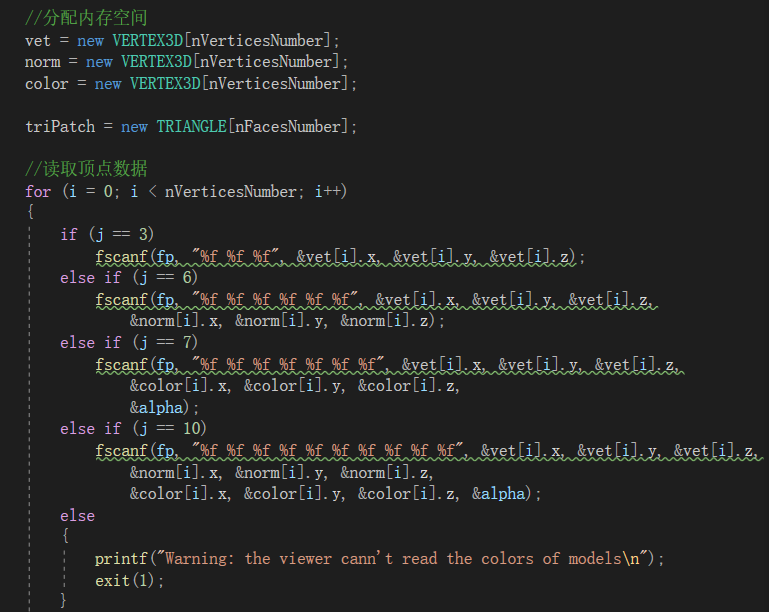 //分配内存空间
vet = new VERTEX3D[nVerticesNumber];
norm = new VERTEX3D[nVerticesNumber];
color = new VERTEX3D[nVerticesNumber];
triPatch = new TRIANGLE[nFacesNumber];
//读取顶点数据
for (i = 0; i < nVerticesNumber; i++)
{
if (j == 3)
fscanf(fp, "%f %f %f", &vet[i].x, &vet[i].y, &vet[i].z);
else if (j == 6)
fscanf(fp, "%f %f %f %f %f %f", &vet[i].x, &vet[i].y, &vet[i].z,
&norm[i].x, &norm[i].y, &norm[i].z);
else if (j == 7)
fscanf(fp, "%f %f %f %f %f %f %f", &vet[i].x, &vet[i].y, &vet[i].z,
&color[i].x, &color[i].y, &color[i].z,
&alpha);
else if (j == 10)
fscanf(fp, "%f %f %f %f %f %f %f %f %f %f", &vet[i].x, &vet[i].y, &vet[i].z,
&norm[i].x, &norm[i].y, &norm[i].z,
&color[i].x, &color[i].y, &color[i].z, &alpha);
else
{
printf("Warning: the viewer cann't read the colors of models\n");
exit(1);
}